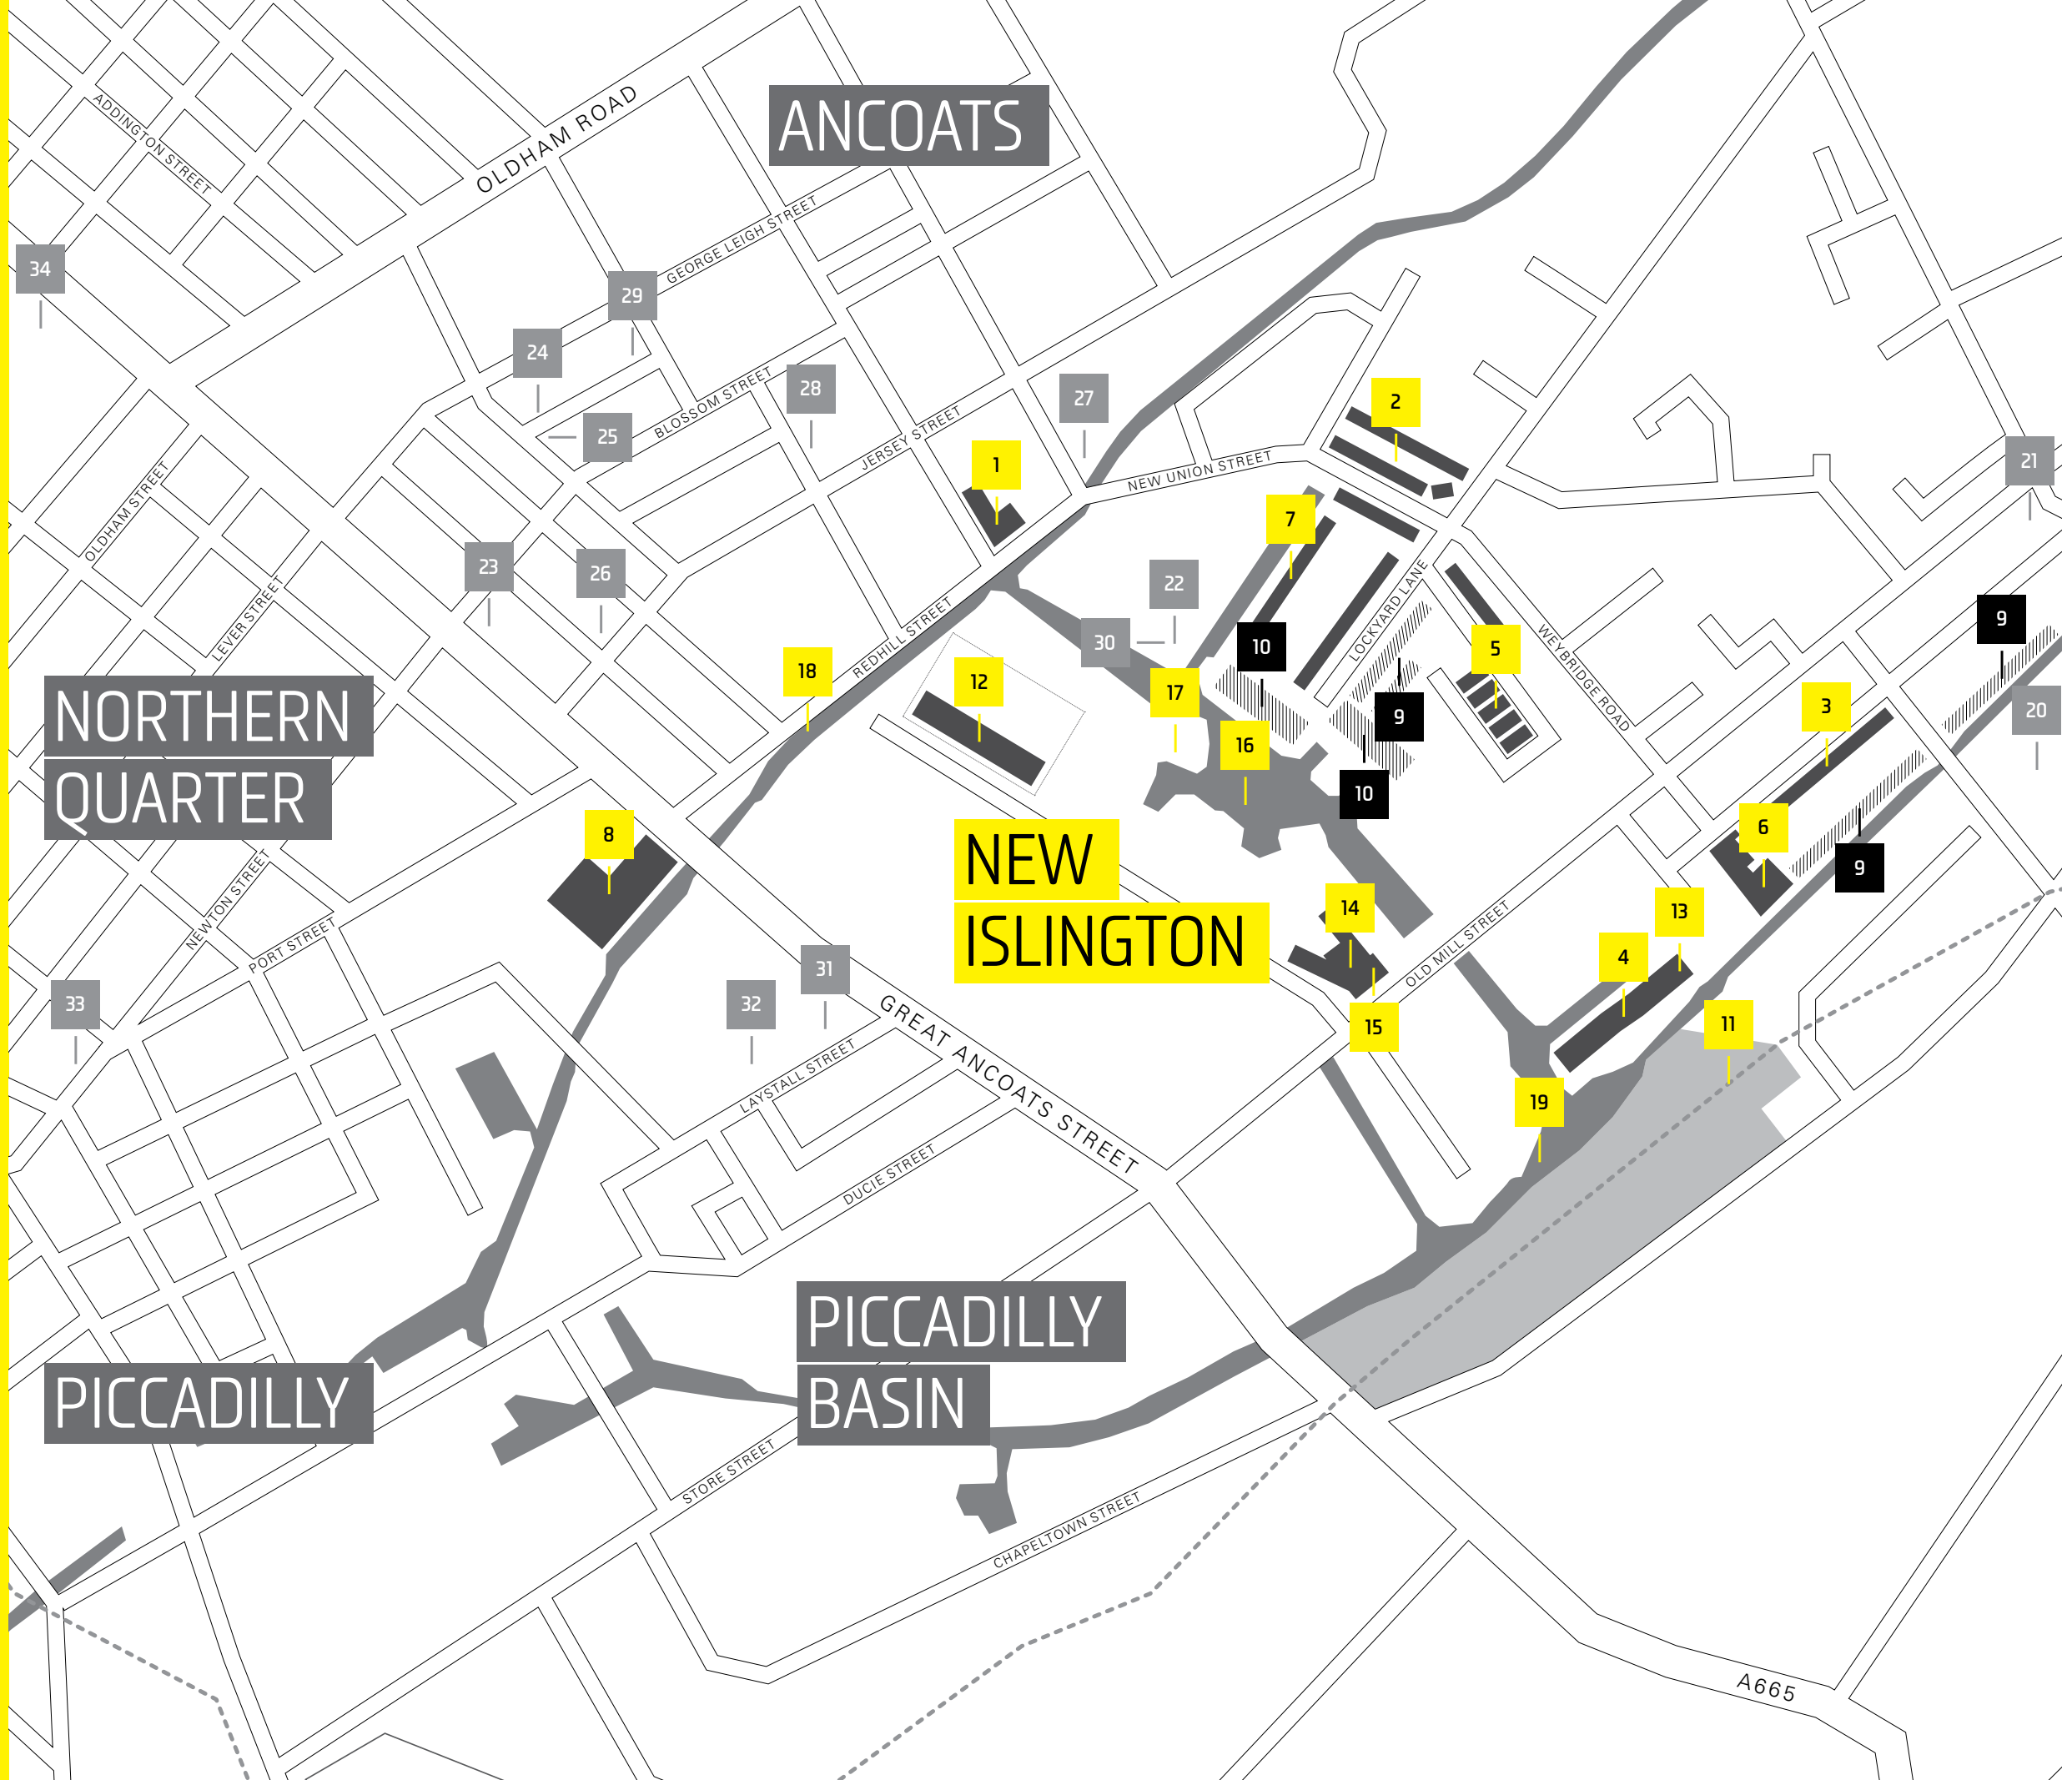 ANCOATS
OLDHAM ROAD
ADDINGTON STREET
GEORGE LEIGH STREET
34
29
24
28
27
2
25
BLOSSOM STREET
JERSEY STREET
1
NEW UNION STREET
21
OLDHAM STREET
7
23
26
22
LEVER STREET
LOCKYARD LANE
9
30
10
5
WEYBRIDGE ROAD
REDHILL STREET
18
12
17
3
20
9
NORTHERN
QUARTER
16
10
8
6
NEW
ISLINGTON
9
NEWTON STREET
PORT STREET
14
13
OLD MILL STREET
31
4
33
32
15
11
GREAT ANCOATS STREET
LAYSTALL STREET
19
DUCIE STREET
PICCADILLY
BASIN
PICCADILLY
STORE STREET
CHAPELTOWN STREET
A665